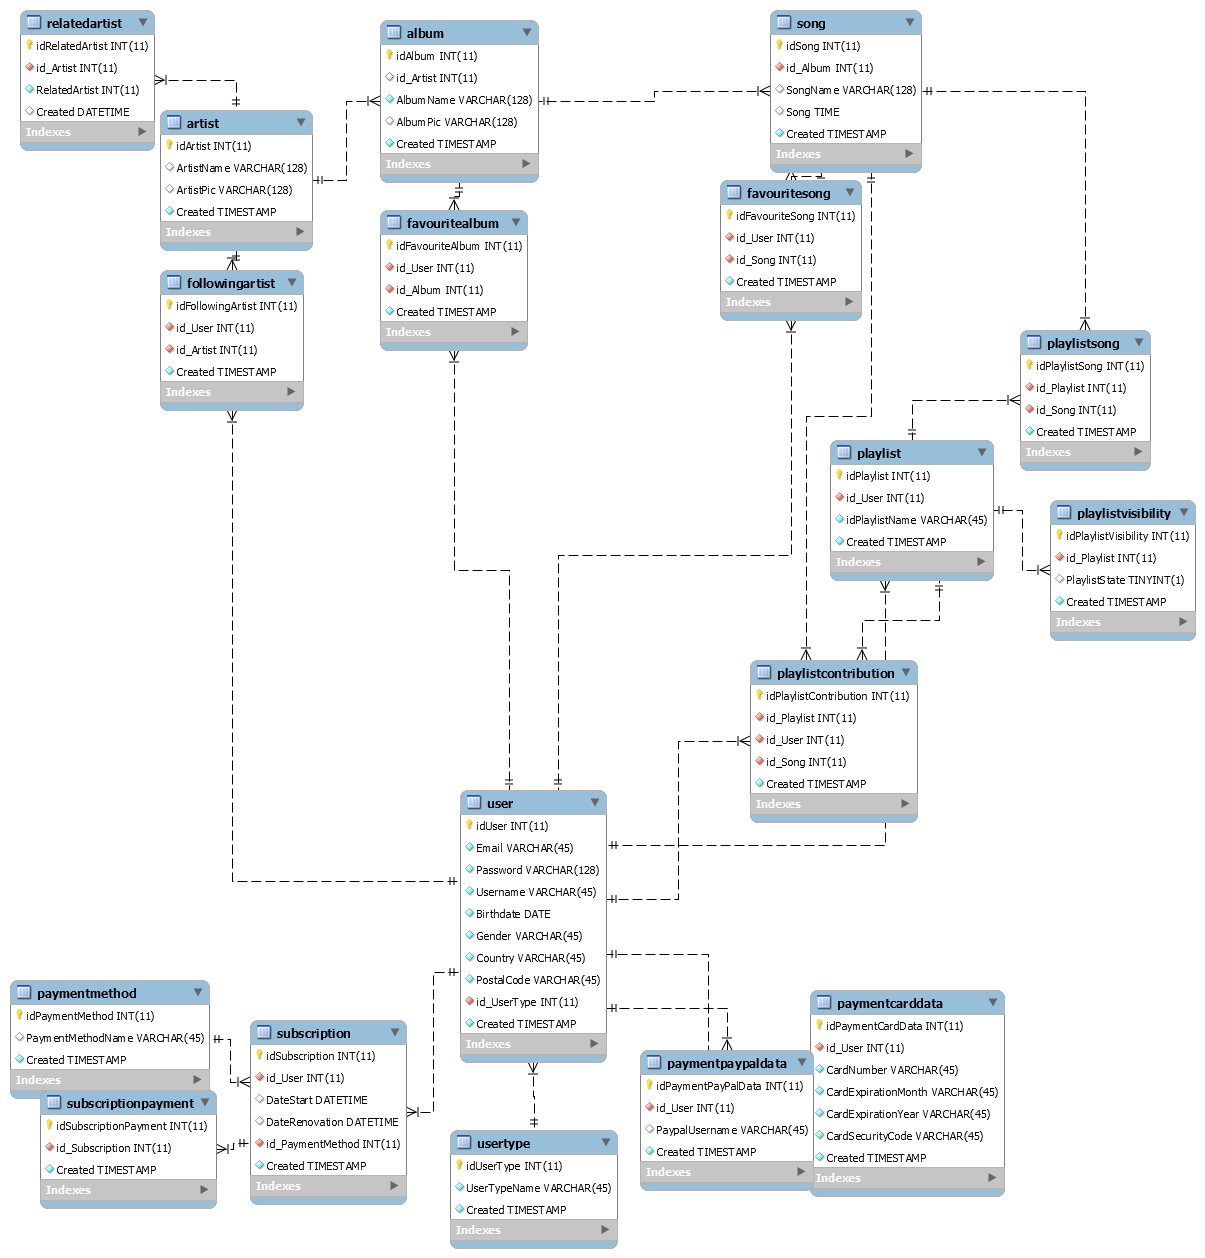 relatedartist
idRelatedArtist INT(11)
id_Artist INT(11)
RelatedArtist INT(11)
Created DATETIME
Indexes
artist
idArtist INT(11)
ArtistName VARCHAR(128)
ArtistPic VARCHAR(128)
Created TIMESTAMP
Indexes
followingartist
idFollowingArtist INT(11)
id_User INT(11)
id_Artist INT(11)
Created TIMESTAMP
Indexes
album
idAlbum INT(11)
id_Artist INT(11)
AlbumName VARCHAR(128)
AlbumPic VARCHAR(128)
Created TIMESTAMP
Indexes
favouritealbum
idFavouriteAlbum INT(11)
id_User INT(11)
id_Album INT(11)
Created TIMESTAMP
Indexes
song
idSong INT(11)
id_Album INT(11)
SongName VARCHAR(128)
Song TIME
Created TIMESTAMP
Indexes
favouritesong
idFavouriteSong INT(11)
id_User INT(11)
id_Song INT(11)
Created TIMESTAMP
Indexes
playlistsong
idPlaylistSong INT(11)
id_Playlist INT(11)
id_Song INT(11)
Created TIMESTAMP
Indexes
playlist
idPlaylist INT(11)
id_User INT(11)
idPlaylistName VARCHAR(45)
Created TIMESTAMP
Indexes
playlistvisibility
idPlaylistVisibility INT(11)
id_Playlist INT(11)
PlaylistState TINYINT(1)
Created TIMESTAMP
Indexes
playlistcontribution
idPlaylistContribution INT(11)
id_Playlist INT(11)
id_User INT(11)
id_Song INT(11)
Created TIMESTAMP
Indexes
user
idUser INT(11)
Email VARCHAR(45)
Password VARCHAR(128)
Username VARCHAR(45)
Birthdate DATE
Gender VARCHAR(45)
Country VARCHAR(45)
PostalCode VARCHAR(45)
id_UserType INT(11)
Created TIMESTAMP
Indexes
paymentmethod
idPaymentMethod INT(11)
PaymentMethodName VARCHAR(45)
Created TIMESTAMP
Indexes
subscriptionpayment
idSubscriptionPayment INT(11)
id_Subscription INT(11)
Created TIMESTAMP
Indexes
subscription
idSubscription INT(11)
id_User INT(11)
DateStart DATETIME
DateRenovation DATETIME
id_PaymentMethod INT(11)
Created TIMESTAMP
Indexes
usertype
idUserType INT(11)
UserTypeName VARCHAR(45)
Created TIMESTAMP
Indexes
paymentpaypaldata
idPaymentPayPalData INT(11)
id_User INT(11)
PaypalUsername VARCHAR(45)
Created TIMESTAMP
Indexes
paymentcarddata
idPaymentCardData INT(11)
id_User INT(11)
CardNumber VARCHAR(45)
CardExpirationMonth VARCHAR(45)
CardExpirationYear VARCHAR(45)
CardSecurityCode VARCHAR(45)
Created TIMESTAMP
Indexes